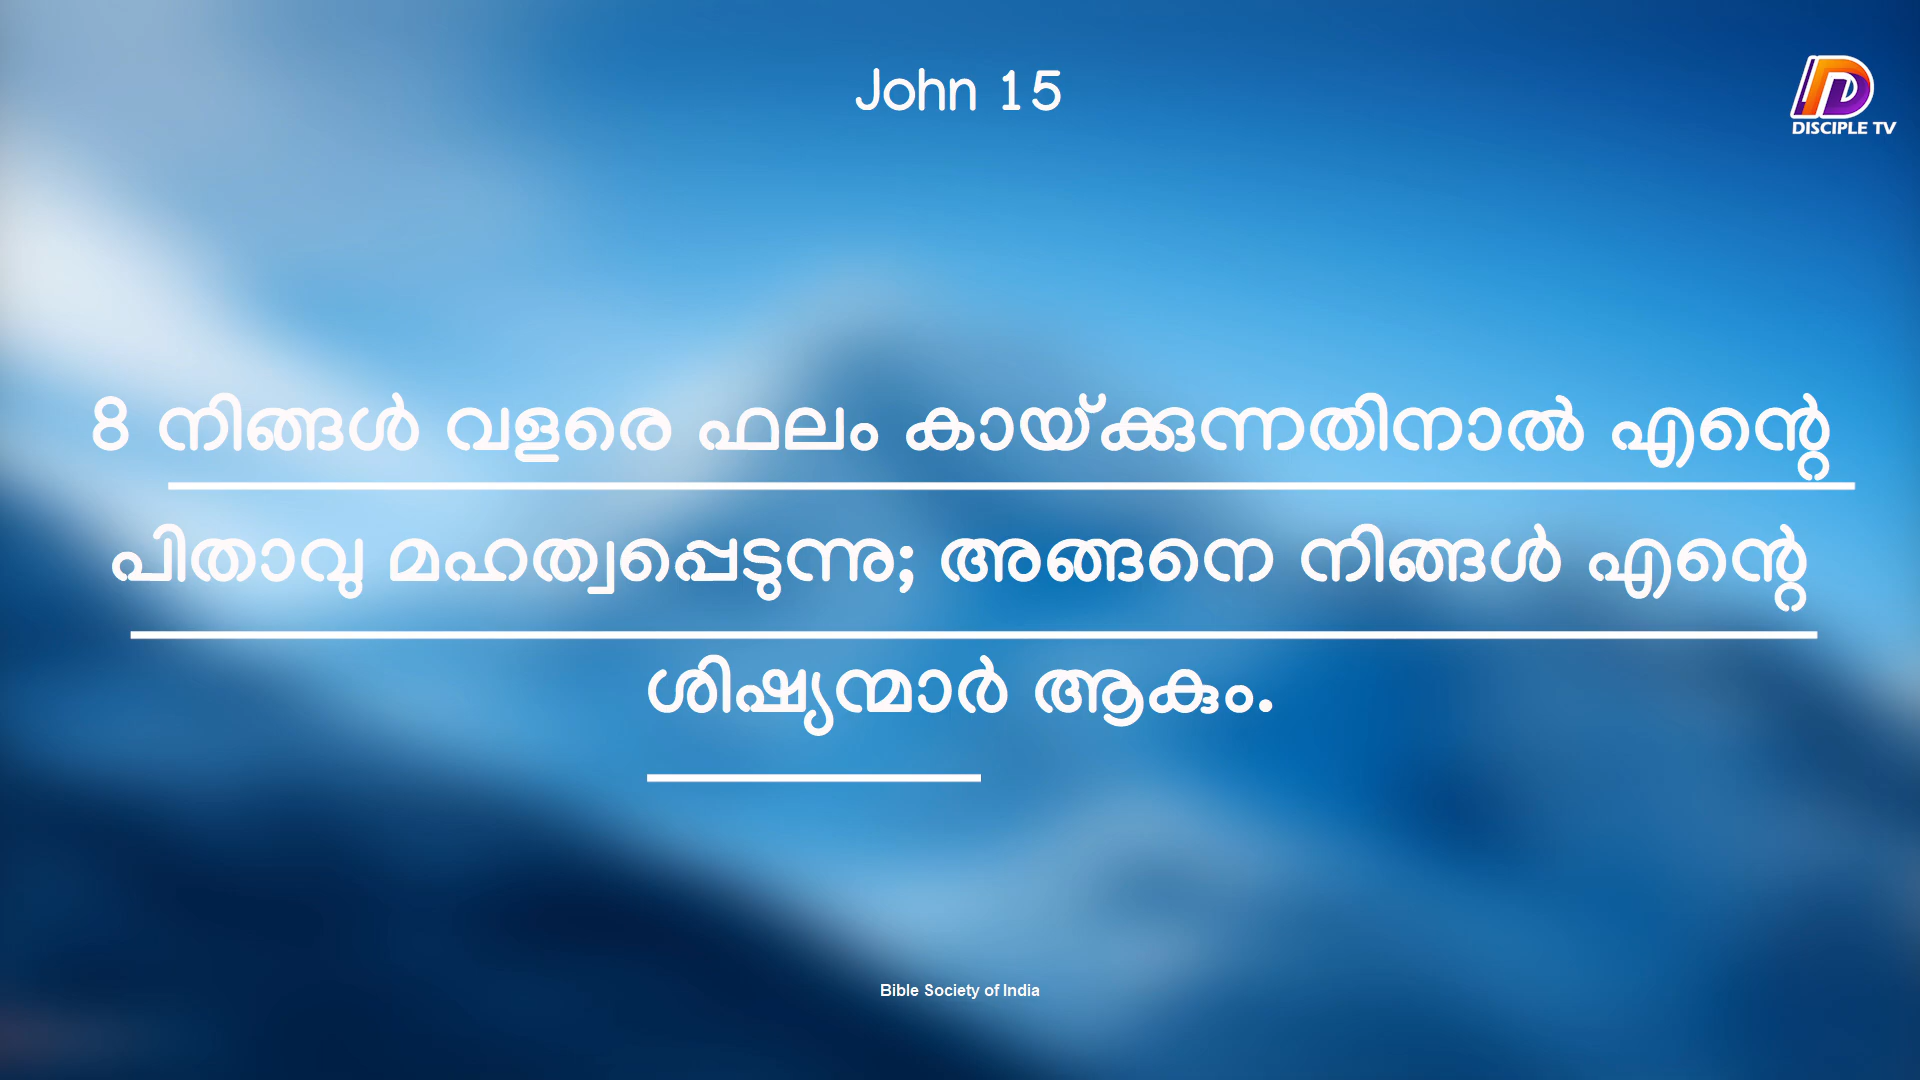 John 15
DISCIPLE TV
8 നിങ്ങൾ വളരെ ഫലം കായ്ക്കുന്നതിനാൽ എന്റെ
പിതാവു മഹത്വപ്പെടുന്നു; അങ്ങനെ നിങ്ങൾ എന്റെ
ശിഷ്യന്മാർ ആകും.
Bible Society of India